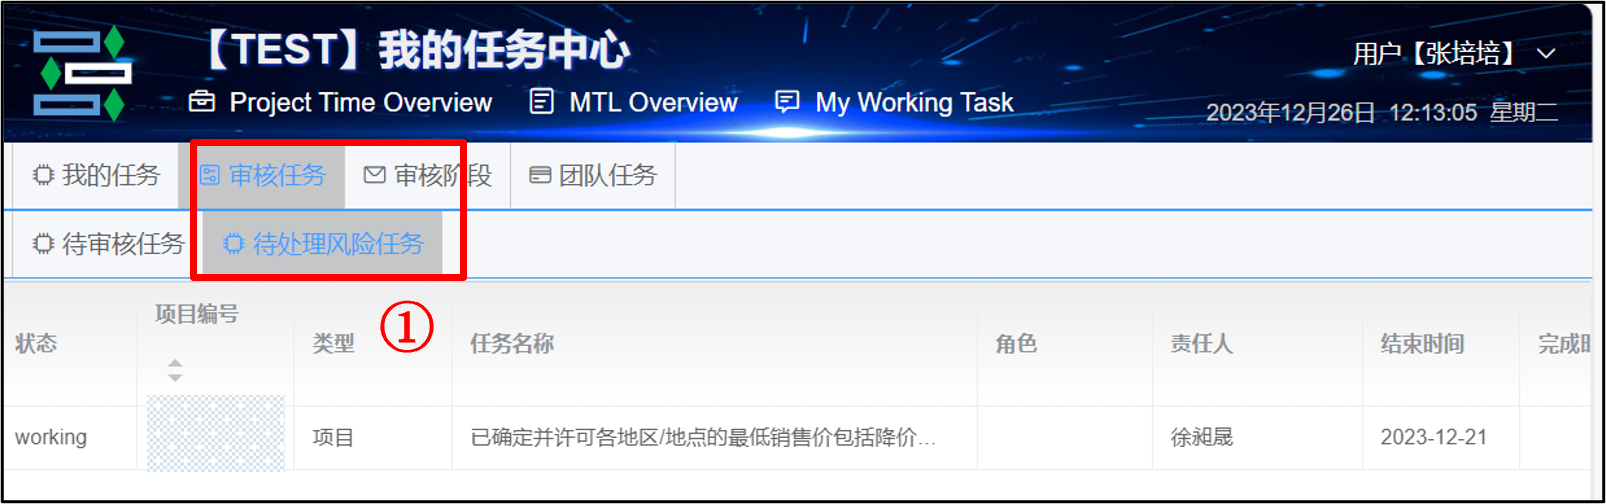 【TEST】我的任务中心
用户【张培培】
Project Time Overview MTL Overview My Working Task
2023年12月26日 12:13:05 星期二
我的任务 审核任务 审核阶段 团队任务
待审核任务 待处理风险任务
①
状态 项目编号 类型 任务名称 角色 责任人 结束时间 完成时
working 项目 已确定并许可各地区/地点的最低销售价包括降价... 徐昶晟 2023-12-21